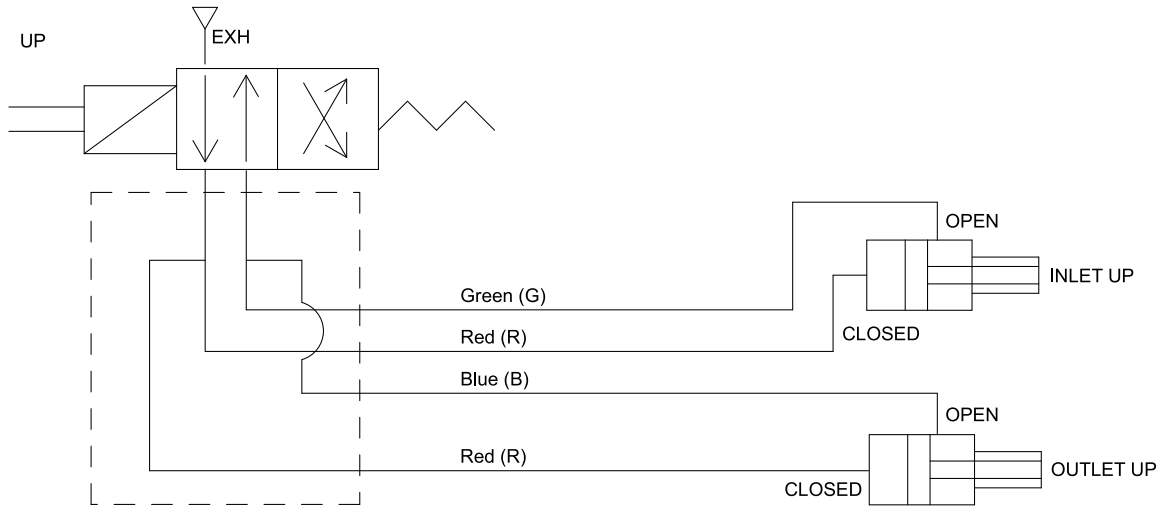 UP
EXH
OPEN
INLET UP
Green (G)
Red (R)
CLOSED
Blue (B)
OPEN
Red (R)
OUTLET UP
CLOSED